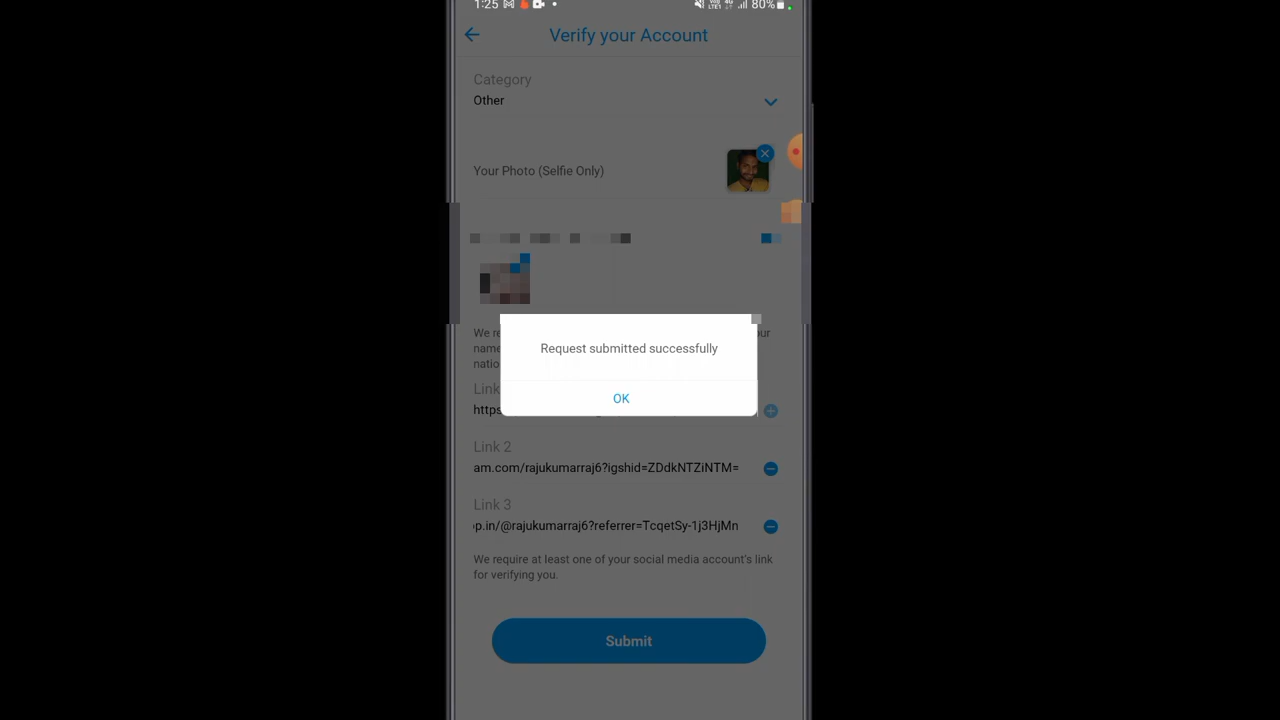 1:25
80%
Verify your Account
Category
Other
Your Photo (Selfie Only)
Request submitted successfully
OK
Link
https
Link 2
am.com/rajukumarraj6?igshid=ZDdkNTZiNTM=
Link 3
p.in/@rajukumarraj6?referrer=TcqetSy-1j3HjMn
We require at least one of your social media account's link
for verifying you.
Submit